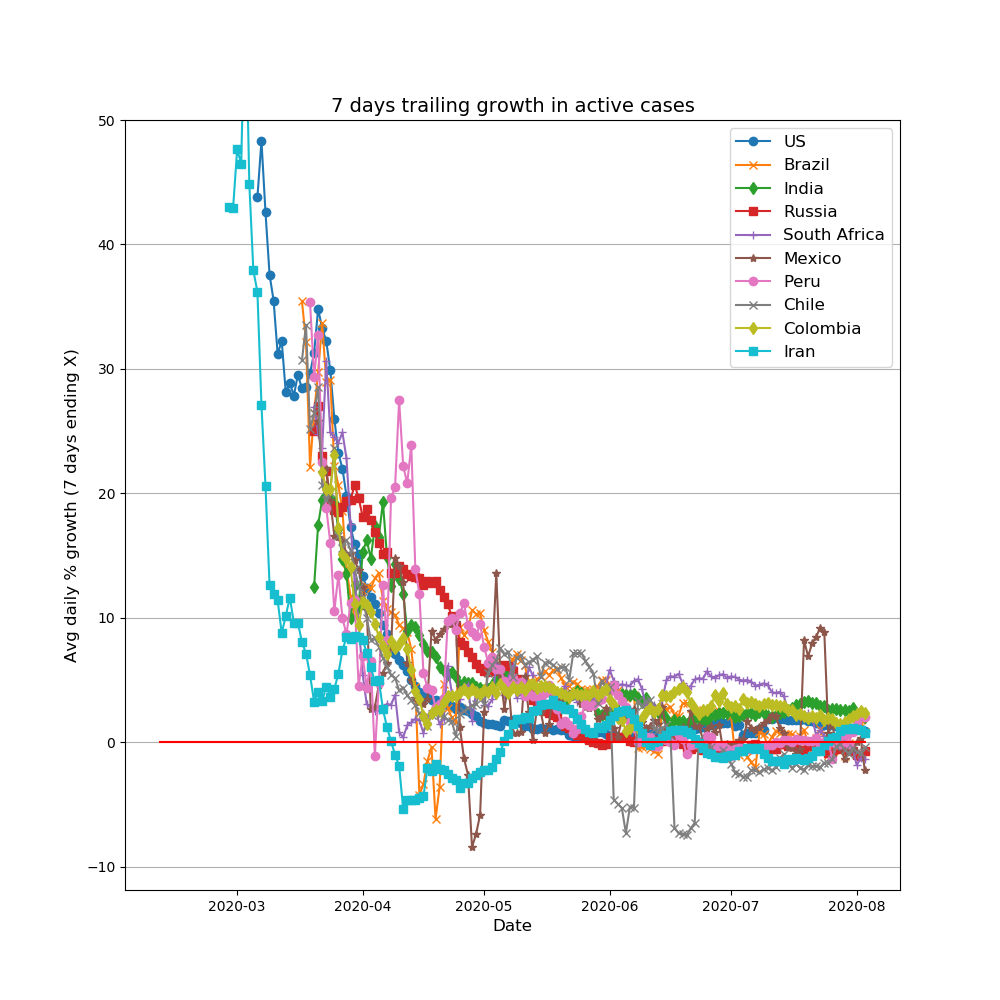 7 days trailing growth in active cases
Avg daily % growth (7 days ending X)
50
40
30
20
10
0
−10
US
Brazil
India
Russia
South Africa
Mexico
Peru
Chile
Colombia
Iran
2020-03 2020-04 2020-05 2020-06 2020-07 2020-08
Date